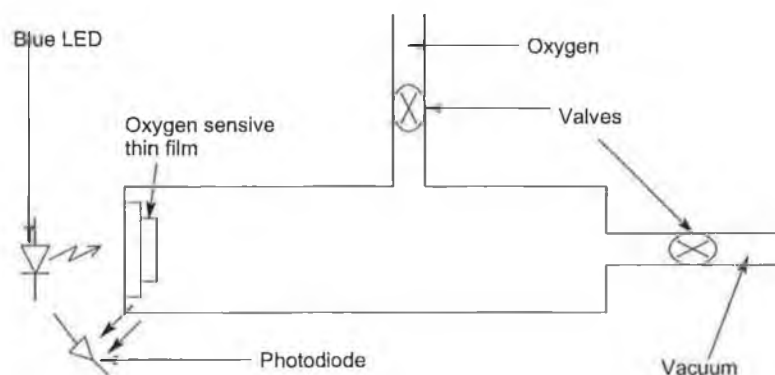 Blue LED
Oxygen
Oxygen sensive
thin film
Valves
Photodiode
Vacuum